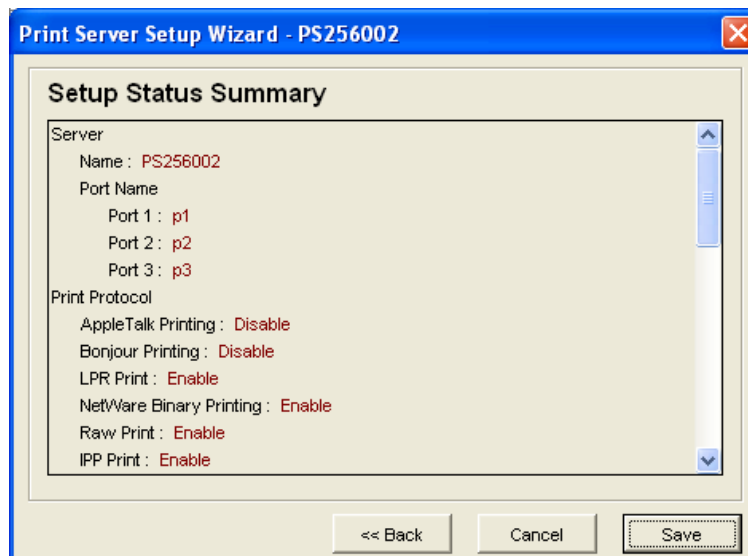 Print Server Setup Wizard - PS256002
Setup Status Summary
Server
Name : PS256002
Port Name
Port 1 : p1
Port 2 : p2
Port 3 : p3
Print Protocol
AppleTalk Printing : Disable
Bonjour Printing : Disable
LPR Print : Enable
NetWare Binary Printing : Enable
Raw Print : Enable
IPP Print : Enable
<< Back Cancel Save